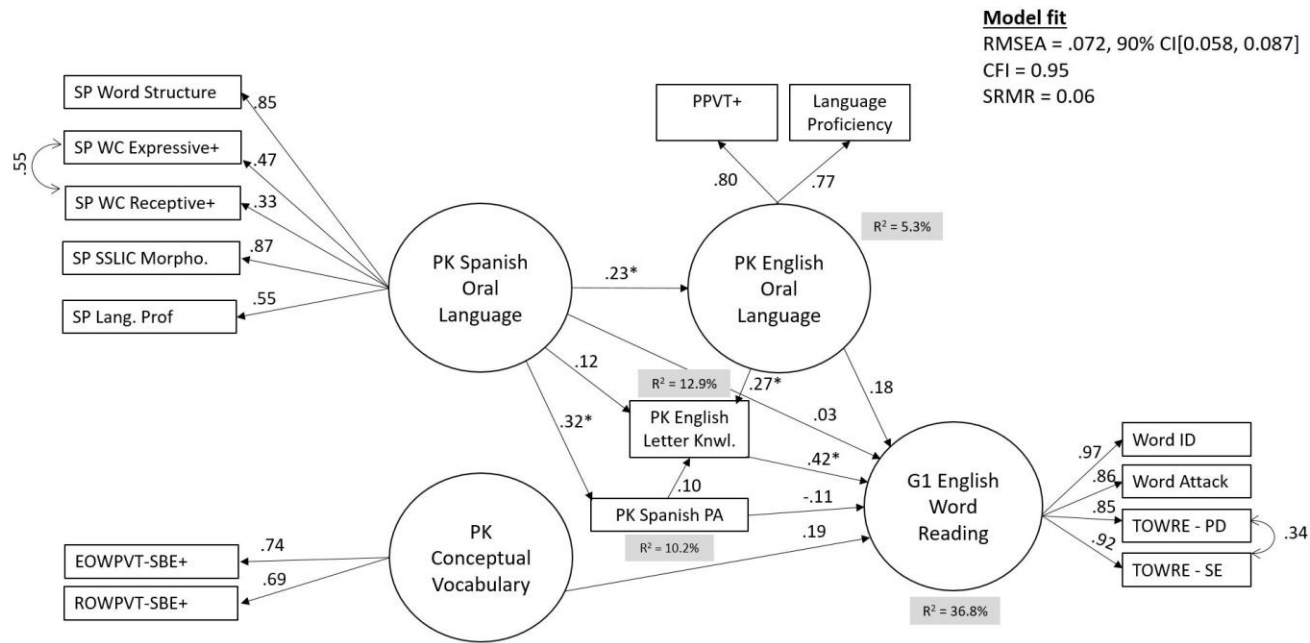 Model fit
RMSEA = .072, 90% CI[0.058, 0.087]
CFI = 0.95
SRMR = 0.06
SP Word Structure
SP WC Expressive+
SP WC Receptive+
SP SSLIC Morpho.
SP Lang. Prof
.55
.85
.47
.33
.87
.55
PPVT+
Language
Proficiency
.80
.77
PK Spanish
Oral
Language
.23*
PK English
Oral
Language
R² = 5.3%
.12
R² = 12.9%
.27*
.18
.32*
PK English
Letter Knwl.
.03
.42*
.10
PK Spanish PA
-.11
R² = 10.2%
.19
PK
Conceptual
Vocabulary
EOWPVT-SBE+
ROWPVT-SBE+
.74
.69
G1 English
Word
Reading
R² = 36.8%
.97
.86
.85
.92
Word ID
Word Attack
TOWRE - PD
TOWRE - SE
.34